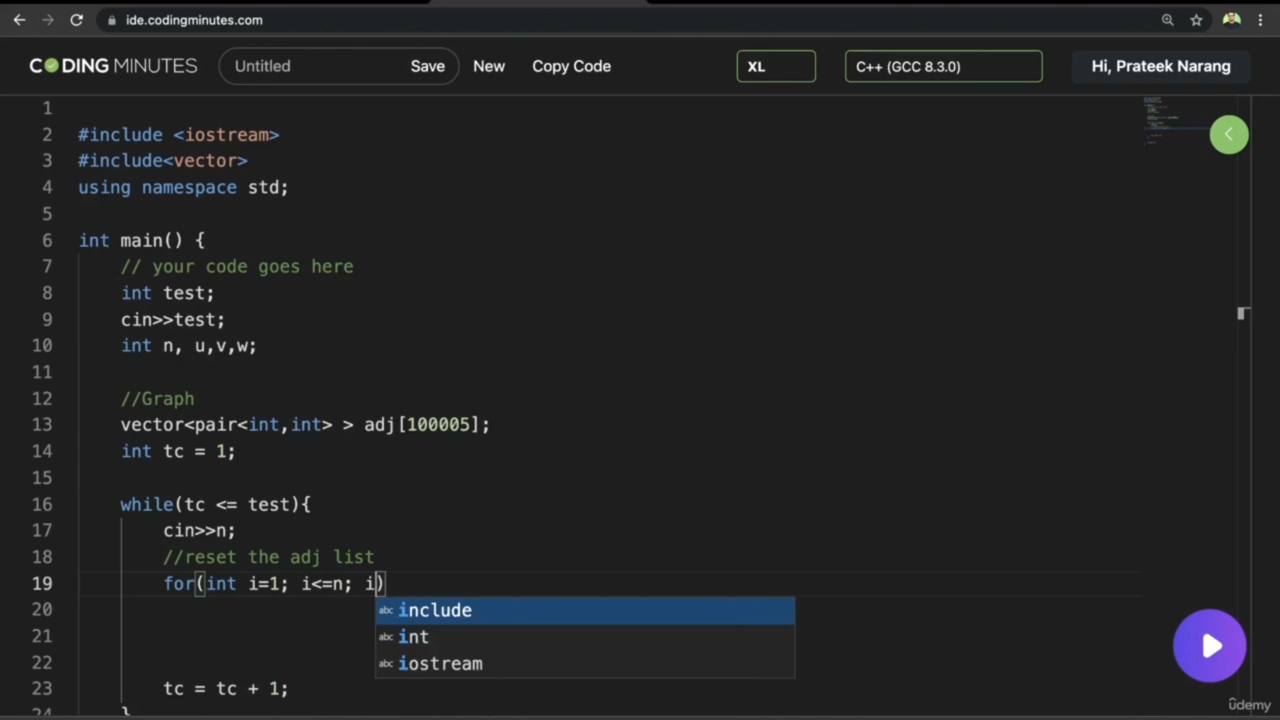 ide.codingminutes.com
CODING MINUTES Untitled Save New Copy Code XL C++ (GCC 8.3.0) Hi, Prateek Narang
1
2 #include <iostream>
3 #include<vector>
4 using namespace std;
5
6 int main() {
7 // your code goes here
8 int test;
9 cin>>test;
10 int n, u,v,w;
11
12 //Graph
13 vector<pair<int,int> > adj[100005];
14 int tc = 1;
15
16 while(tc <= test){
17 cin>>n;
18 //reset the adj list
19 for(int i=1; i<=n; i)
20 abc include
21 abc int
22 abc iostream
23 tc = tc + 1;
24 }
ûdemy